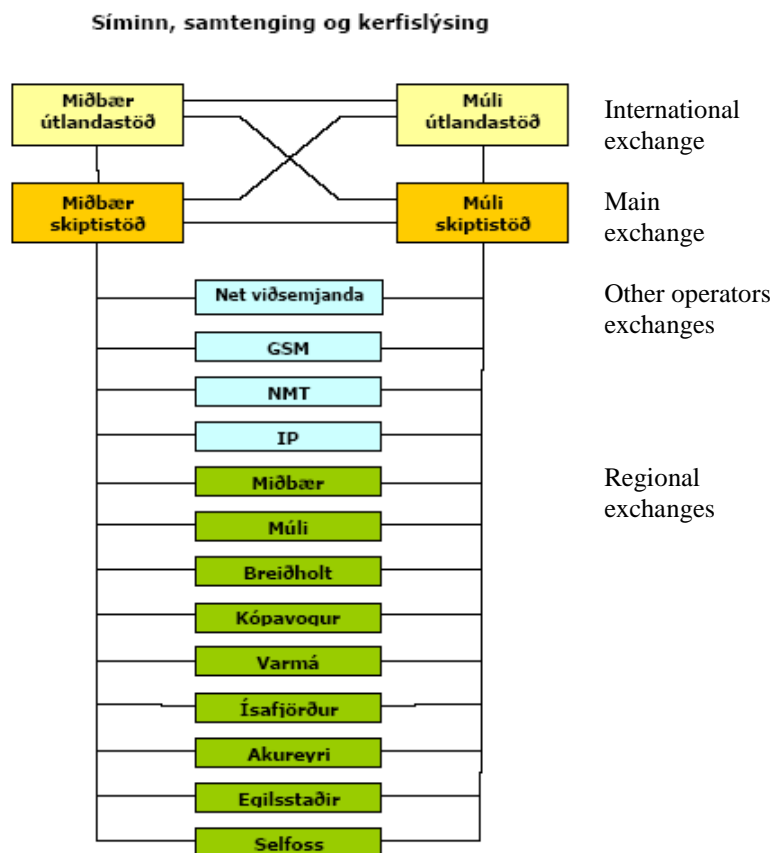 Síminn, samtenging og kerfislýsing
Miðbær
útlandastöð
Múli
útlandastöð
International
exchange
Miðbær
skiptistöð
Múli
skiptistöð
Main
exchange
Net viðsemjanda
Other operators
exchanges
GSM
NMT
IP
Miðbær
Regional
exchanges
Múli
Breiðholt
Kópavogur
Varmá
Ísafjörður
Akureyri
Egilsstaðir
Selfoss